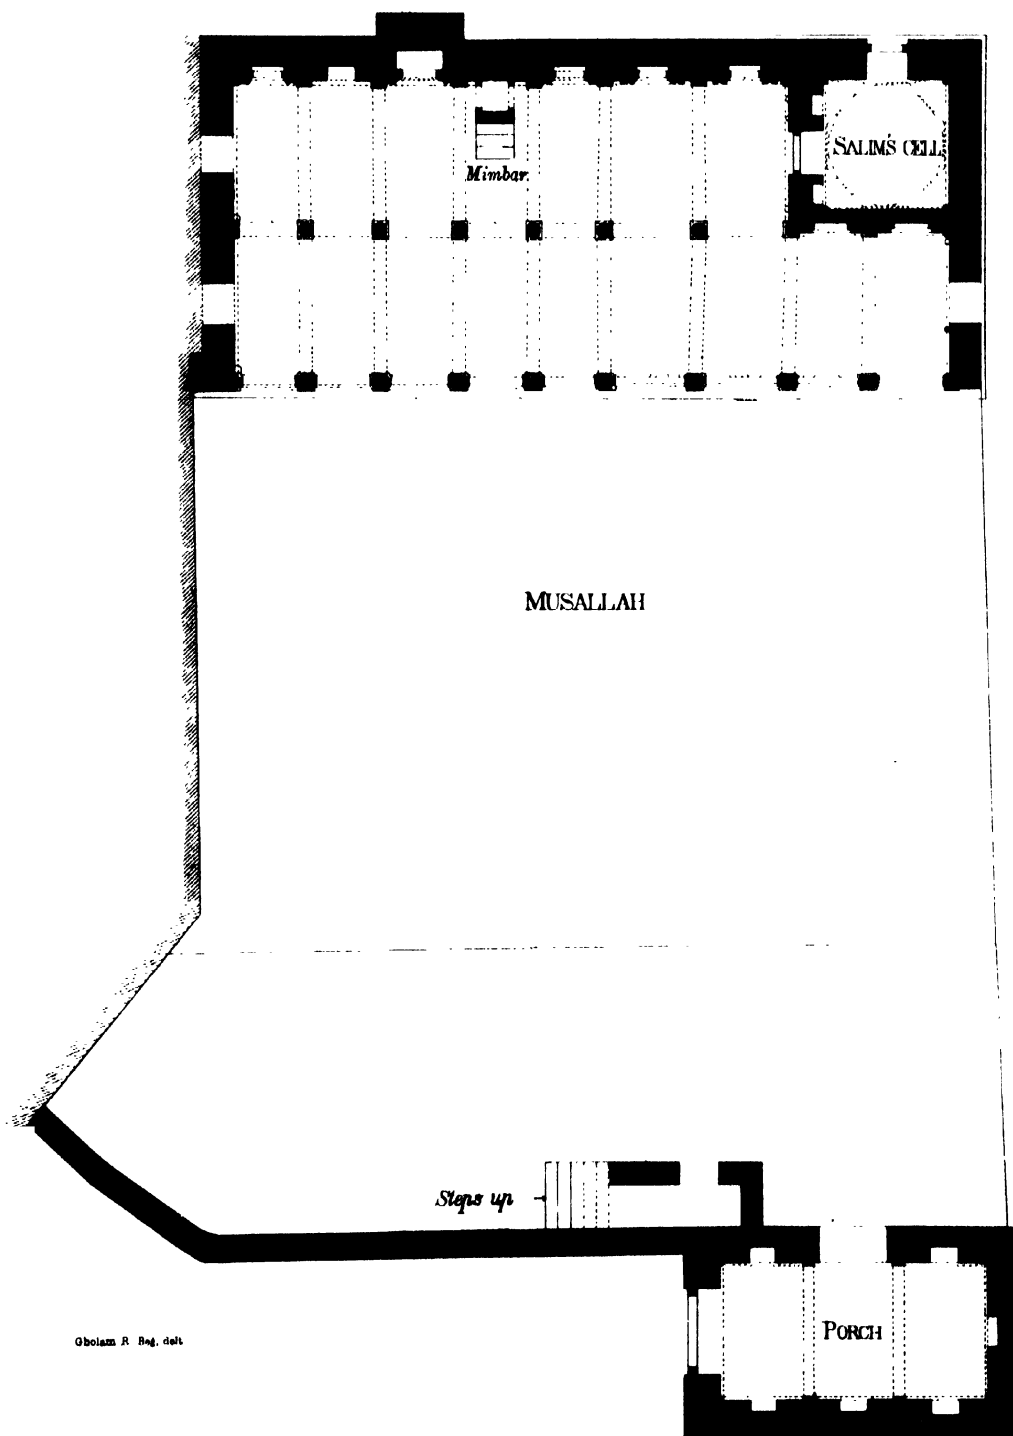 SALIM'S CELL
Mimbar.
MUSALLAH
Steps up
PORCH
Gholam R Beg, delt